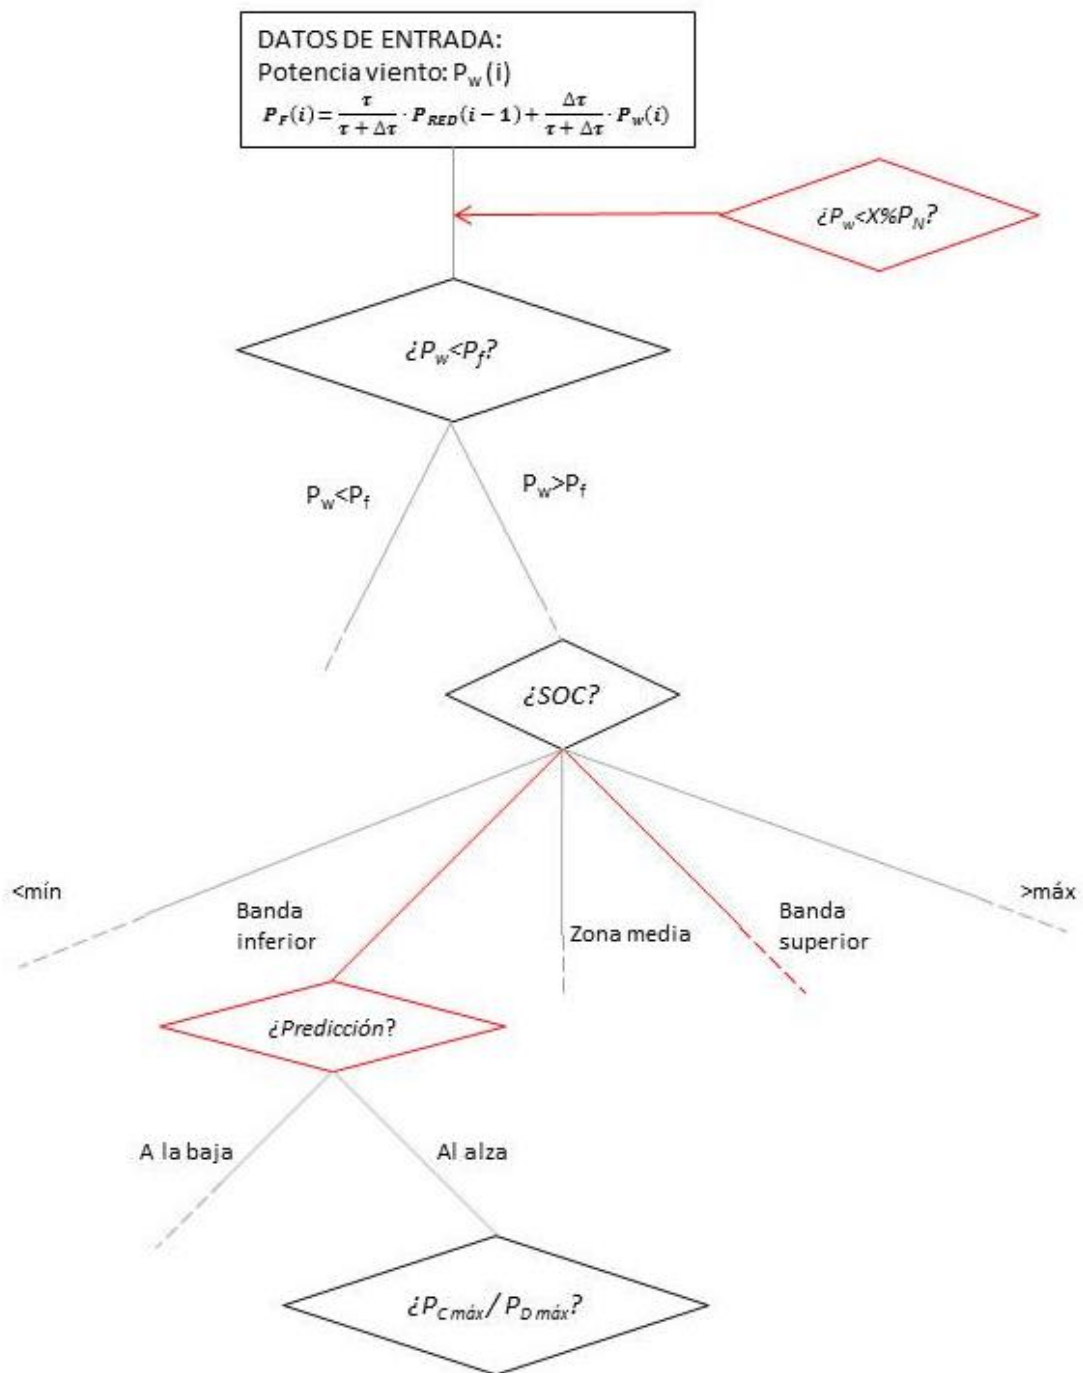 DATOS DE ENTRADA:
Potencia viento: P_w (i)
P_F(i) = τ / (τ + Δτ) · P_RED(i − 1) + Δτ / (τ + Δτ) · P_w(i)
¿P_w<X%P_N?
¿P_w<P_f?
P_w<P_f
P_w>P_f
¿SOC?
<mín
Banda
inferior
Zona media
Banda
superior
>máx
¿Predicción?
A la baja
Al alza
¿P_C máx / P_D máx?